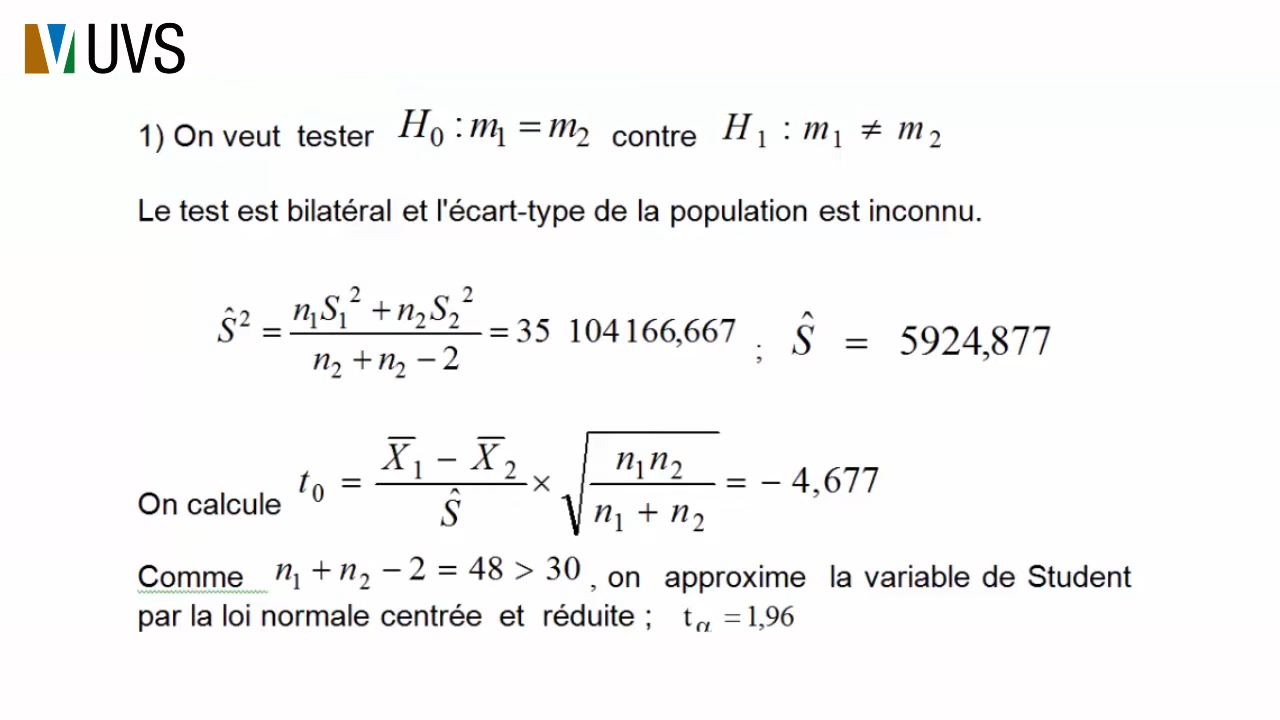 UVS
1) On veut tester H₀ : m₁ = m₂ contre H₁ : m₁ ≠ m₂
Le test est bilatéral et l'écart-type de la population est inconnu.
Ŝ² = (n₁S₁² + n₂S₂²) / (n₂ + n₂ − 2) = 35 104 166,667 ; Ŝ = 5924,877
On calcule t₀ = (X̄₁ − X̄₂) / Ŝ × √(n₁n₂ / (n₁ + n₂)) = − 4,677
Comme n₁ + n₂ − 2 = 48 > 30 , on approxime la variable de Student
par la loi normale centrée et réduite ; t_α = 1,96